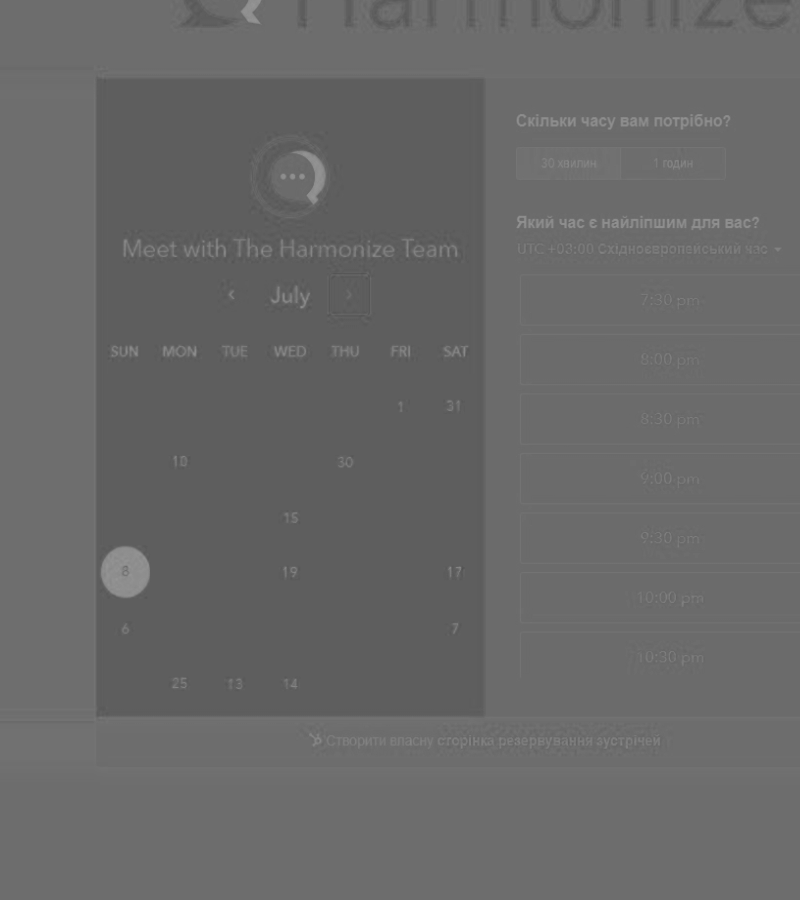 Harmonize
Meet with The Harmonize Team
July
SUN MON TUE WED THU FRI SAT
1 31
10 30
15
8 19 17
6 7
25 13 14
Скільки часу вам потрібно?
30 хвилин 1 годин
Який час є найліпшим для вас?
UTC +03:00 Східноєвропейський час
7:30 pm
8:00 pm
8:30 pm
9:00 pm
9:30 pm
10:00 pm
10:30 pm
Створити власну сторінка резервування зустрічей